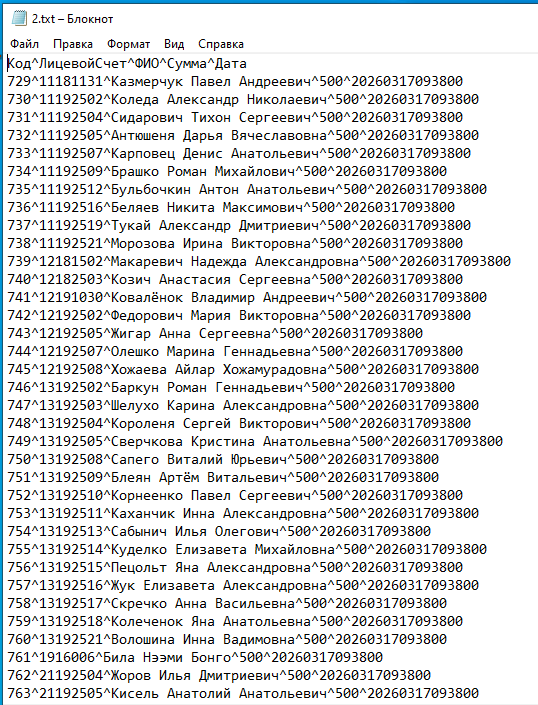 2.txt – Блокнот
Файл Правка Формат Вид Справка
Код^ЛицевойСчет^ФИО^Сумма^Дата
729^11181131^Казмерчук Павел Андреевич^500^20260317093800
730^11192502^Коледа Александр Николаевич^500^20260317093800
731^11192504^Сидарович Тихон Сергеевич^500^20260317093800
732^11192505^Антюшеня Дарья Вячеславовна^500^20260317093800
733^11192507^Карповец Денис Анатольевич^500^20260317093800
734^11192509^Брашко Роман Михайлович^500^20260317093800
735^11192512^Бульбочкин Антон Анатольевич^500^20260317093800
736^11192516^Беляев Никита Максимович^500^20260317093800
737^11192519^Тукай Александр Дмитриевич^500^20260317093800
738^11192521^Морозова Ирина Викторовна^500^20260317093800
739^12181502^Макаревич Надежда Александровна^500^20260317093800
740^12182503^Козич Анастасия Сергеевна^500^20260317093800
741^12191030^Ковалёнок Владимир Андреевич^500^20260317093800
742^12192502^Федорович Мария Викторовна^500^20260317093800
743^12192505^Жигар Анна Сергеевна^500^20260317093800
744^12192507^Олешко Марина Геннадьевна^500^20260317093800
745^12192508^Хожаева Айлар Хожамурадовна^500^20260317093800
746^13192502^Баркун Роман Геннадьевич^500^20260317093800
747^13192503^Шелухо Карина Александровна^500^20260317093800
748^13192504^Короленя Сергей Викторович^500^20260317093800
749^13192505^Сверчкова Кристина Анатольевна^500^20260317093800
750^13192508^Сапего Виталий Юрьевич^500^20260317093800
751^13192509^Блеян Артём Витальевич^500^20260317093800
752^13192510^Корнеенко Павел Сергеевич^500^20260317093800
753^13192511^Каханчик Инна Александровна^500^20260317093800
754^13192513^Сабынич Илья Олегович^500^20260317093800
755^13192514^Куделко Елизавета Михайловна^500^20260317093800
756^13192515^Пецольт Яна Александровна^500^20260317093800
757^13192516^Жук Елизавета Александровна^500^20260317093800
758^13192517^Скречко Анна Васильевна^500^20260317093800
759^13192518^Колеченок Яна Анатольевна^500^20260317093800
760^13192521^Волошина Инна Вадимовна^500^20260317093800
761^1916006^Била Нээми Бонго^500^20260317093800
762^21192504^Жоров Илья Дмитриевич^500^20260317093800
763^21192505^Кисель Анатолий Анатольевич^500^20260317093800